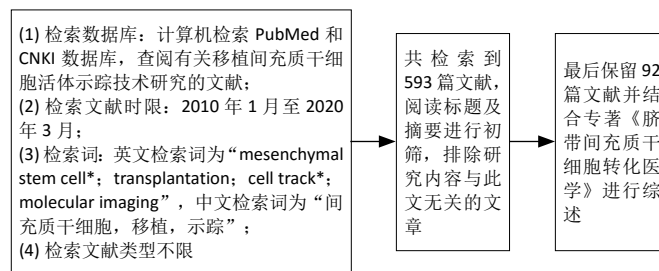 (1) 检索数据库：计算机检索 PubMed 和
CNKI 数据库，查阅有关移植间充质干细
胞活体示踪技术研究的文献；
(2) 检索文献时限：2010 年 1 月至 2020
年 3 月；
(3) 检索词：英文检索词为“mesenchymal
stem cell*；transplantation；cell track*；
molecular imaging”，中文检索词为“间
充质干细胞，移植，示踪”；
(4) 检索文献类型不限
共检索到
593 篇文献，
阅读标题及
摘要进行初
筛，排除研
究内容与此
文无关的文
章
最后保留 92
篇文献并结
合专著《脐
带间充质干
细胞转化医
学》进行综
述